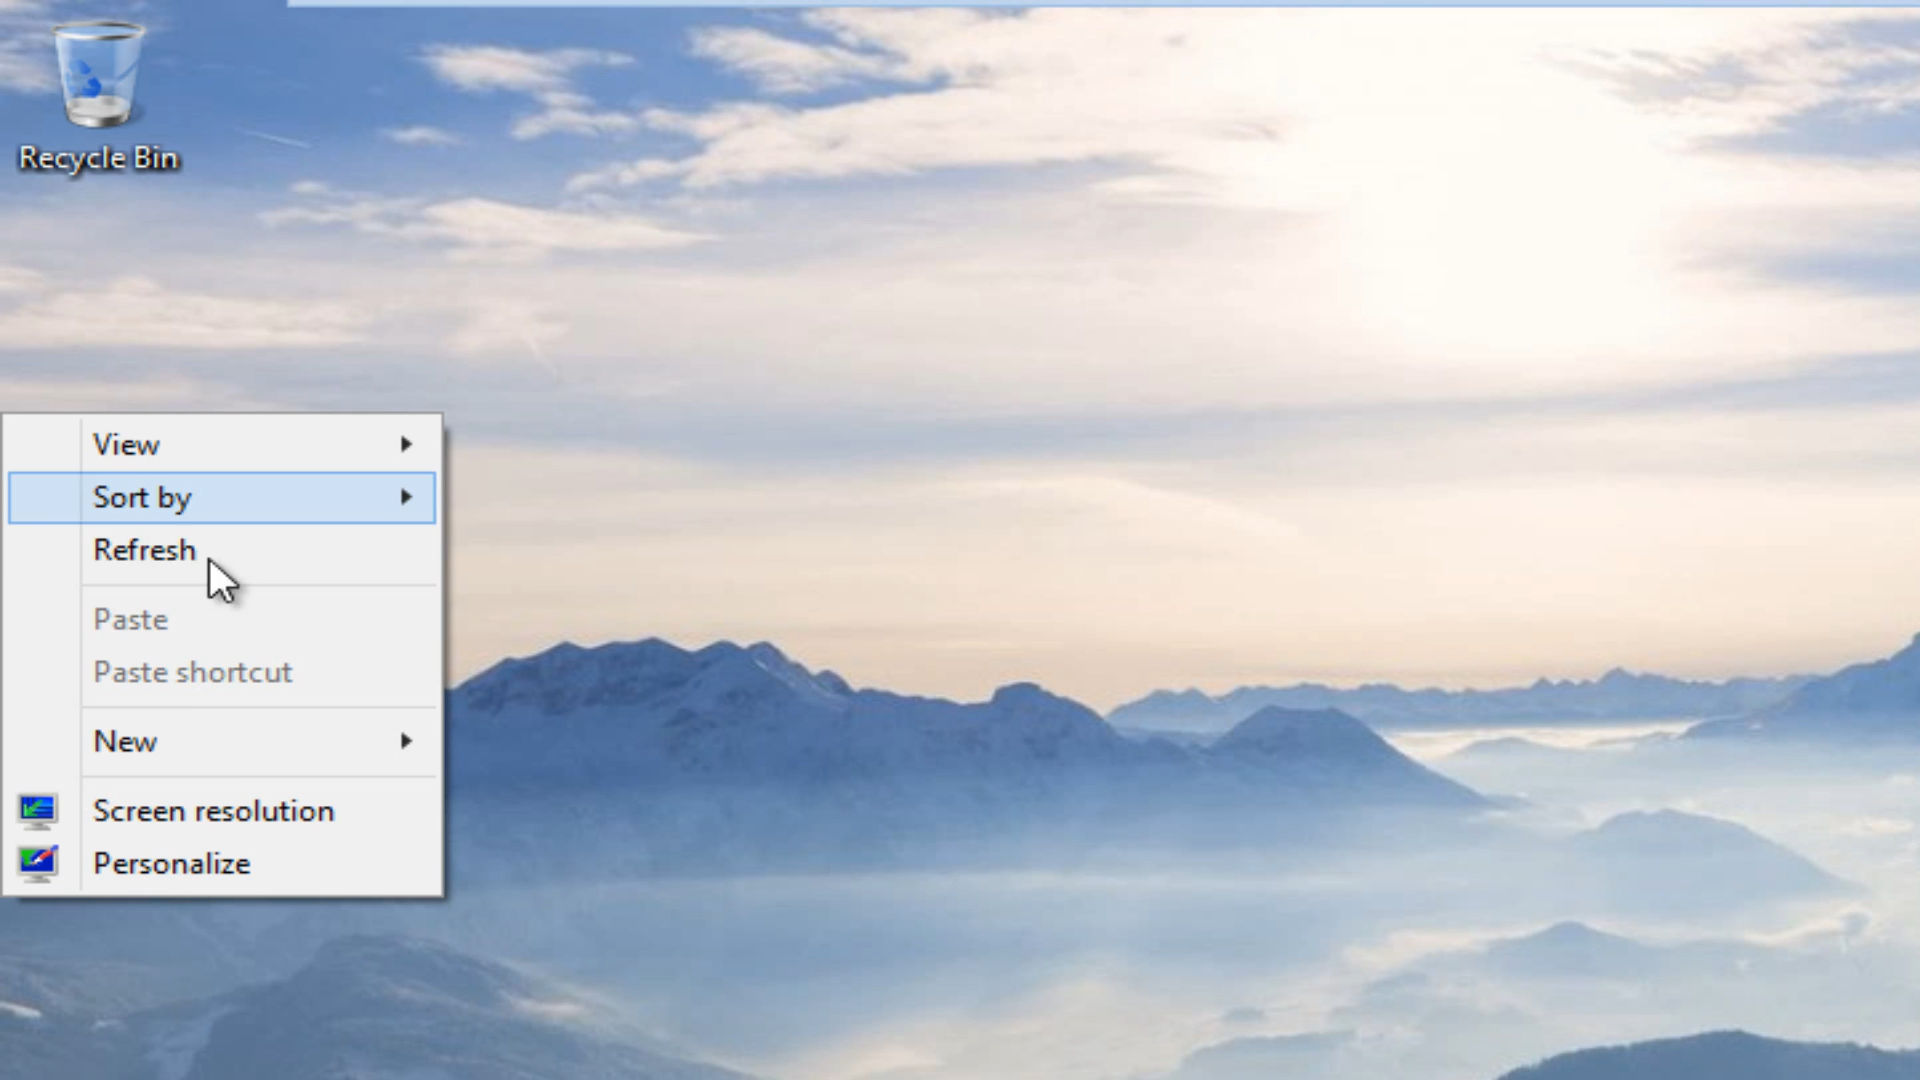 Recycle Bin
View
Sort by
Refresh
Paste
Paste shortcut
New
Screen resolution
Personalize